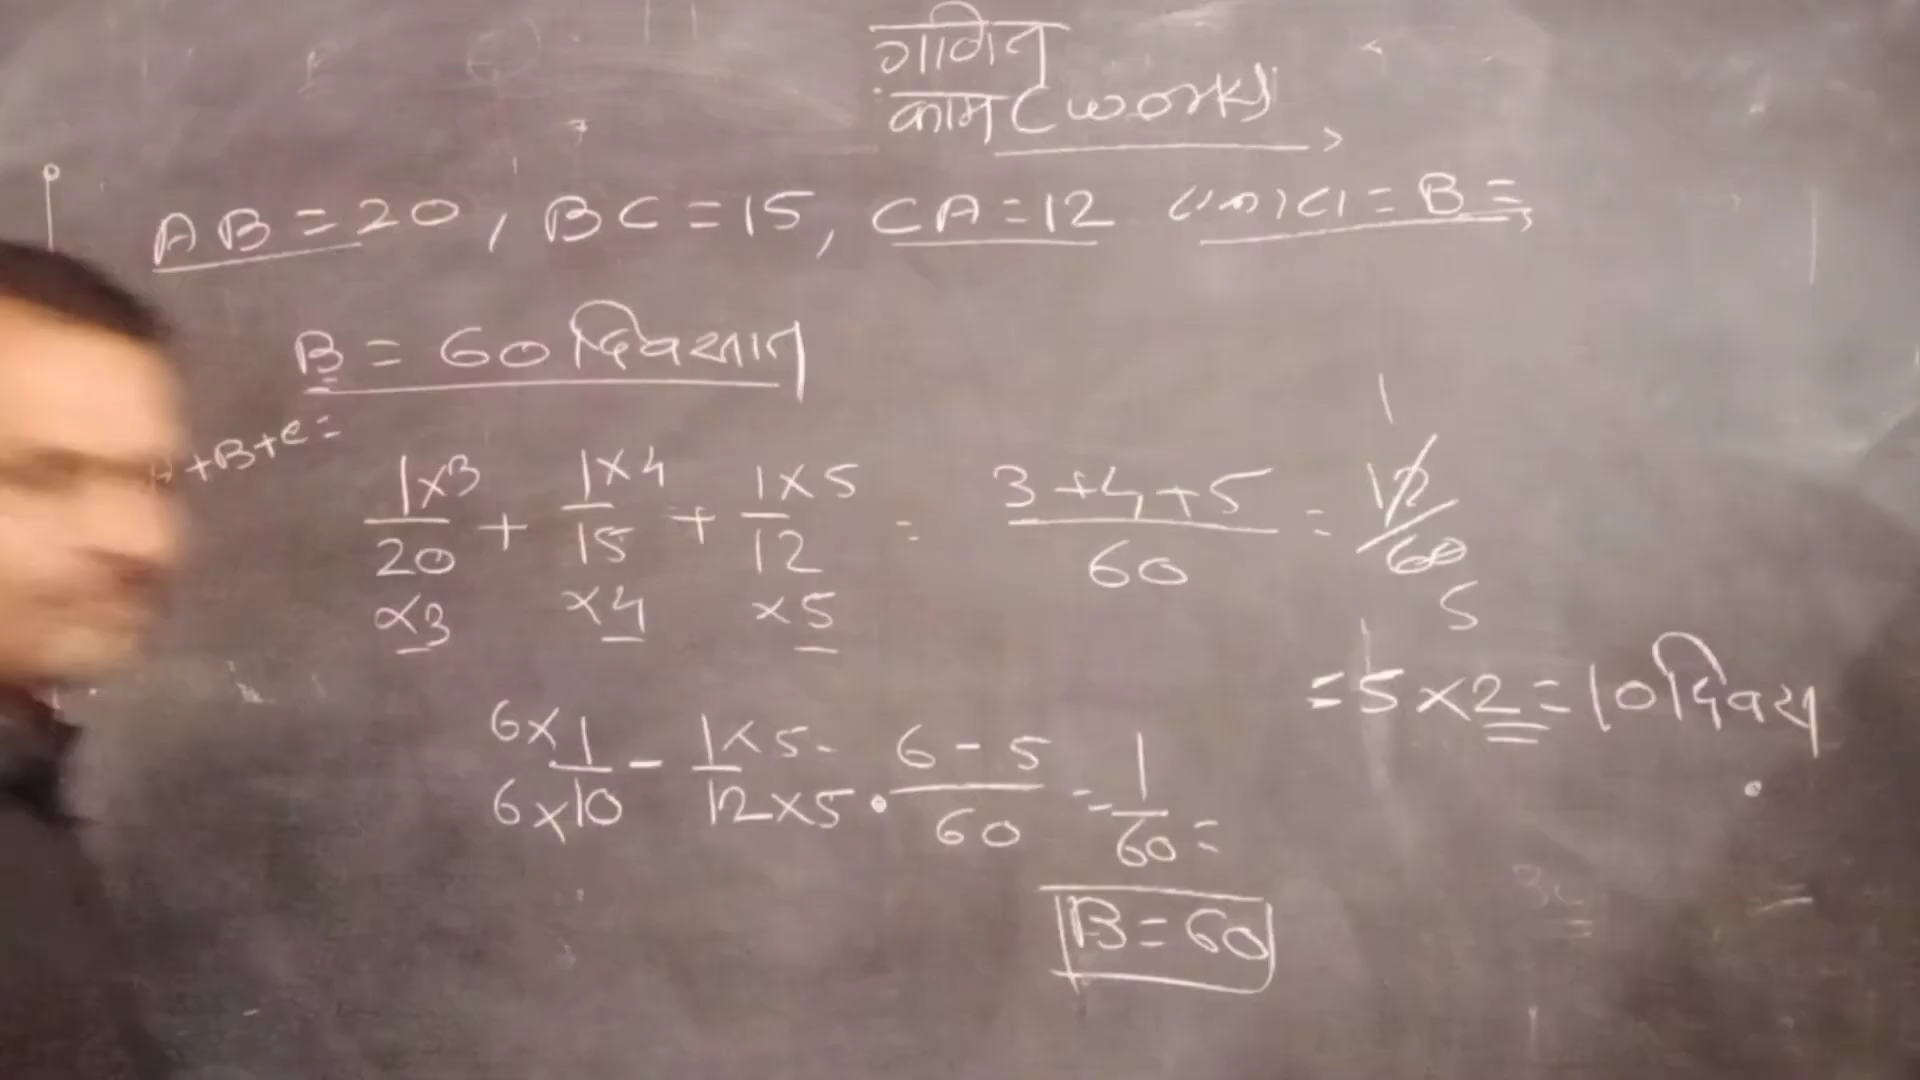 गणित
काम (work)
AB = 20, BC = 15, CA = 12 = B =
B = 60 दिवसात
+B+C=
1×3/20×3 + 1×4/15×4 + 1×5/12×5 = 3+4+5/60 = 12/60 1 5
= 5 × 2 = 10 दिवस
6×1/6×10 - 1×5/12×5 . 6-5/60 - 1/60 =
B = 60